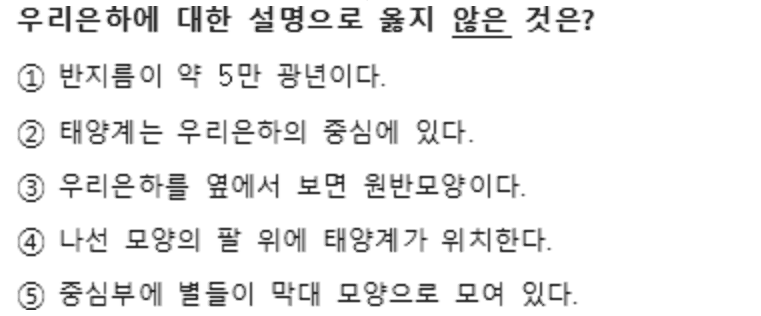 우리은하에 대한 설명으로 옳지 않은 것은?
① 반지름이 약 5만 광년이다.
② 태양계는 우리은하의 중심에 있다.
③ 우리은하를 옆에서 보면 원반모양이다.
④ 나선 모양의 팔 위에 태양계가 위치한다.
⑤ 중심부에 별들이 막대 모양으로 모여 있다.